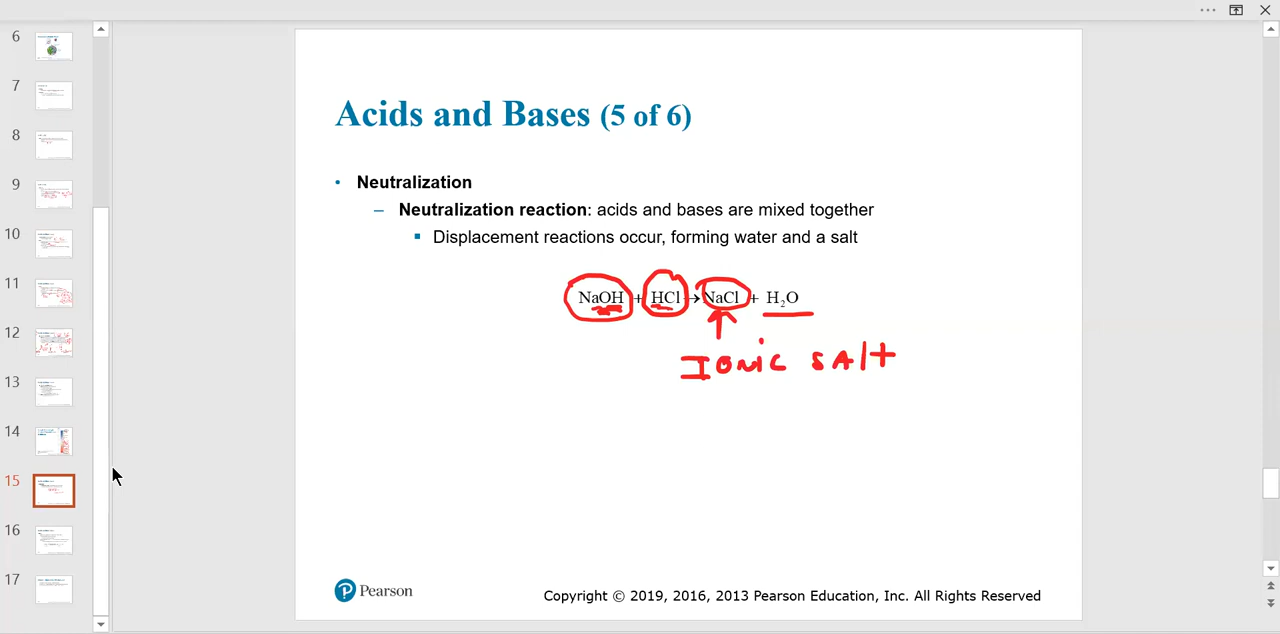 6
7
8
9
10
11
12
13
14
15
16
17
Acids and Bases (5 of 6)
• Neutralization
– Neutralization reaction: acids and bases are mixed together
▪ Displacement reactions occur, forming water and a salt
NaOH + HCl → NaCl + H₂O
IONIC SALt
P Pearson
Copyright © 2019, 2016, 2013 Pearson Education, Inc. All Rights Reserved